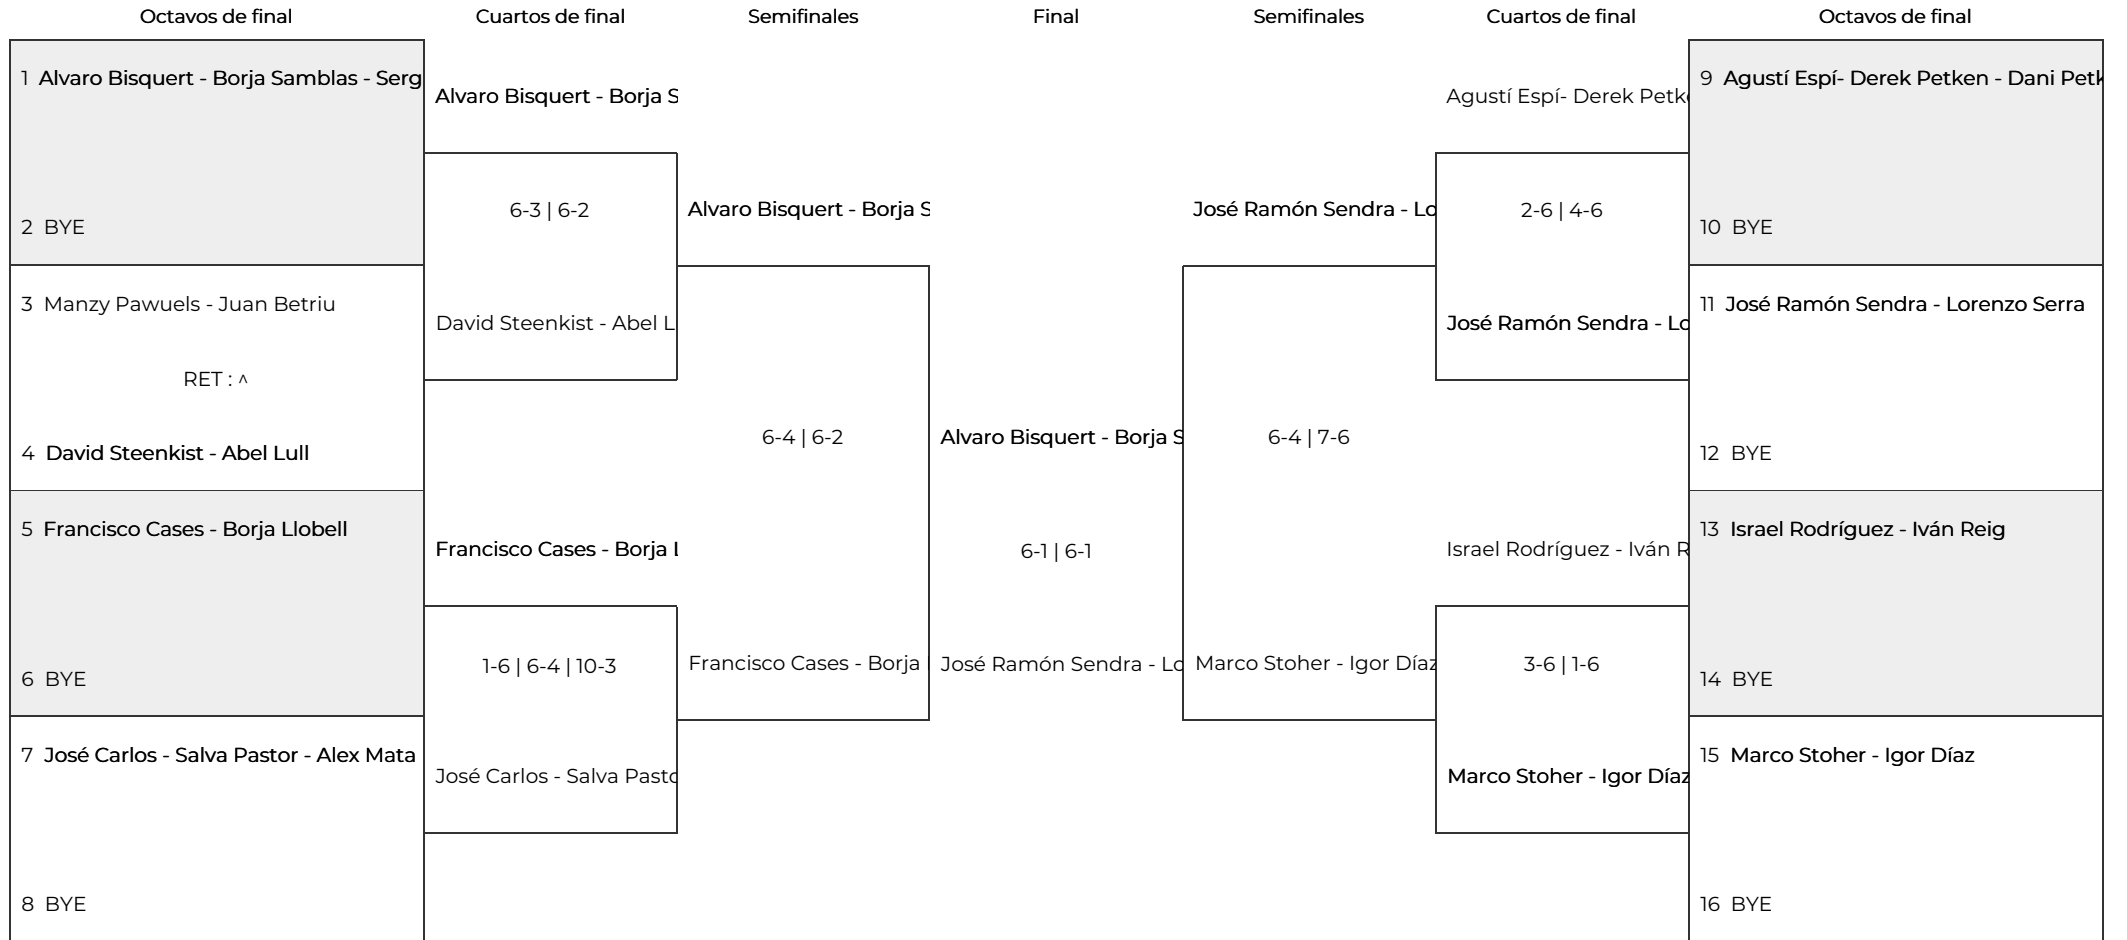 Octavos de final
Cuartos de final
Semifinales
Final
Semifinales
Cuartos de final
Octavos de final
1 Alvaro Bisquert - Borja Samblas - Serg
2 BYE
3 Manzy Pawuels - Juan Betriu
RET : ^
4 David Steenkist - Abel Lull
5 Francisco Cases - Borja Llobell
6 BYE
7 José Carlos - Salva Pastor - Alex Mata
8 BYE
Alvaro Bisquert - Borja S
6-3 | 6-2
David Steenkist - Abel L
Francisco Cases - Borja L
1-6 | 6-4 | 10-3
José Carlos - Salva Pasto
Alvaro Bisquert - Borja S
6-4 | 6-2
Francisco Cases - Borja
Alvaro Bisquert - Borja S
6-1 | 6-1
José Ramón Sendra - Lo
José Ramón Sendra - Lo
6-4 | 7-6
Marco Stoher - Igor Díaz
Agustí Espí- Derek Petke
2-6 | 4-6
José Ramón Sendra - Lo
Israel Rodríguez - Iván R
3-6 | 1-6
Marco Stoher - Igor Díaz
9 Agustí Espí- Derek Petken - Dani Petk
10 BYE
11 José Ramón Sendra - Lorenzo Serra
12 BYE
13 Israel Rodríguez - Iván Reig
14 BYE
15 Marco Stoher - Igor Díaz
16 BYE